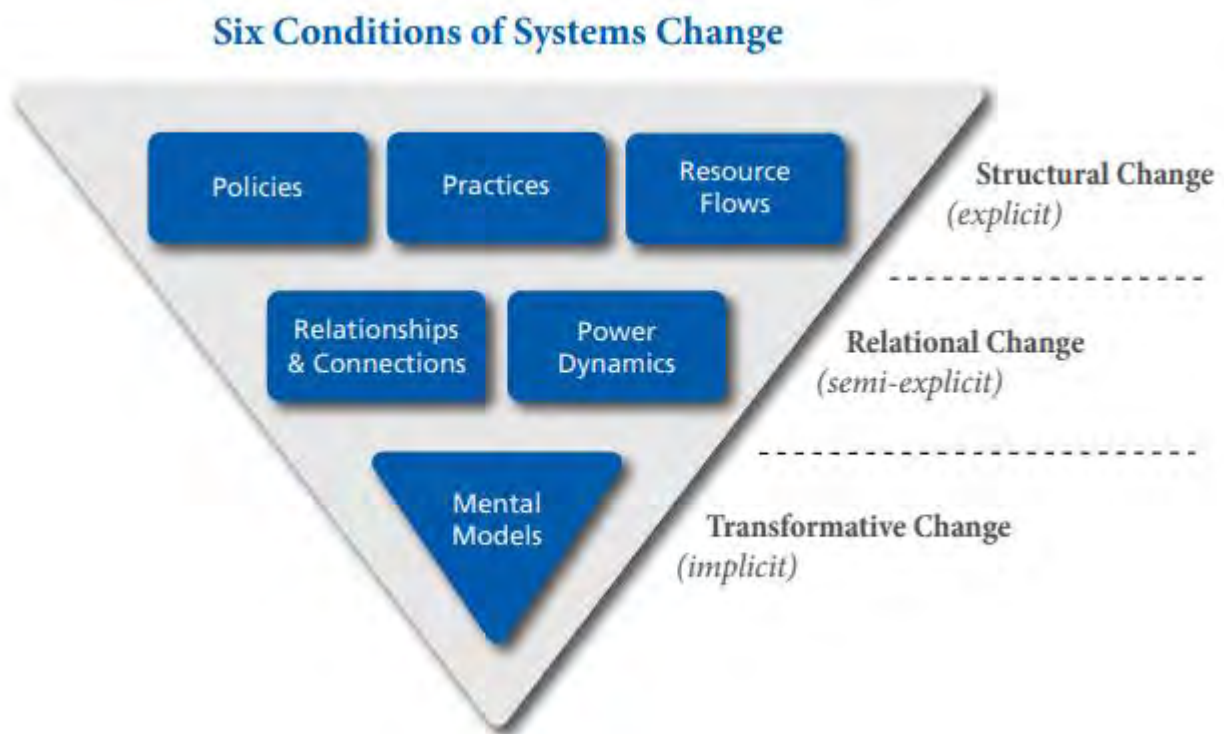 Six Conditions of Systems Change
Policies
Practices
Resource
Flows
Structural Change
(explicit)
Relationships
& Connections
Power
Dynamics
Relational Change
(semi-explicit)
Mental
Models
Transformative Change
(implicit)